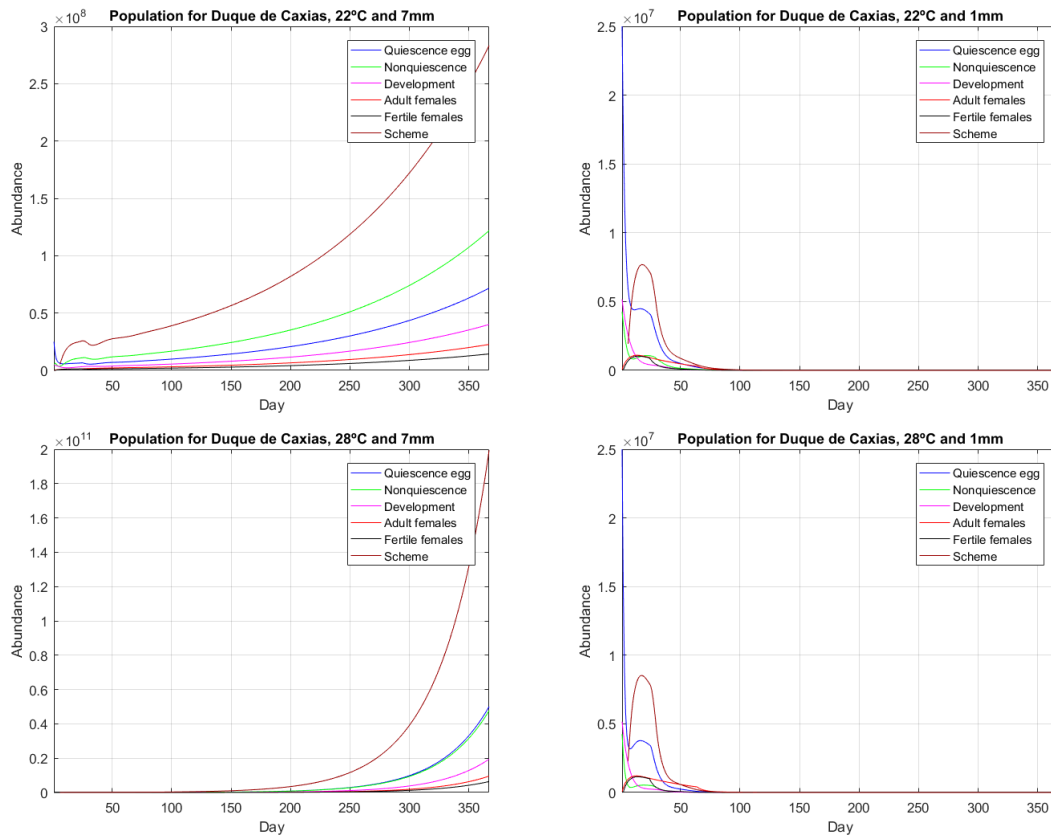 Population for Duque de Caxias, 22ºC and 7mm
×10^8
3
2.5
2
1.5
1
0.5
0
Abundance
50 100 150 200 250 300 350
Day
Quiescence egg
Nonquiescence
Development
Adult females
Fertile females
Scheme
Population for Duque de Caxias, 22ºC and 1mm
×10^7
2.5
2
1.5
1
0.5
0
Abundance
50 100 150 200 250 300 350
Day
Quiescence egg
Nonquiescence
Development
Adult females
Fertile females
Scheme
Population for Duque de Caxias, 28ºC and 7mm
×10^11
2
1.8
1.6
1.4
1.2
1
0.8
0.6
0.4
0.2
0
Abundance
50 100 150 200 250 300 350
Day
Quiescence egg
Nonquiescence
Development
Adult females
Fertile females
Scheme
Population for Duque de Caxias, 28ºC and 1mm
×10^7
2.5
2
1.5
1
0.5
0
Abundance
50 100 150 200 250 300 350
Day
Quiescence egg
Nonquiescence
Development
Adult females
Fertile females
Scheme